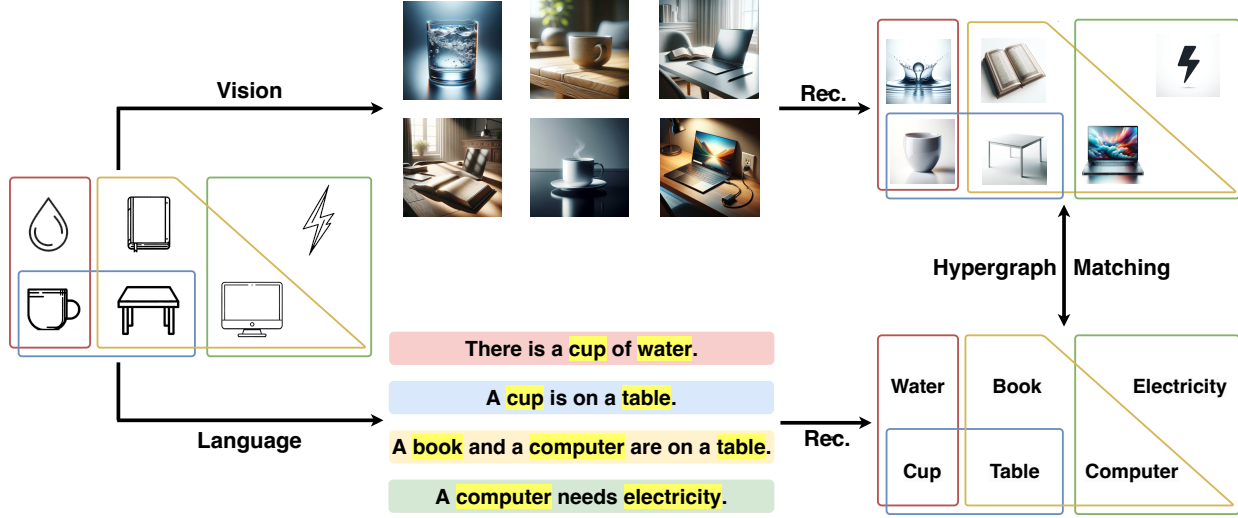 Vision
Rec.
Hypergraph Matching
There is a cup of water.
A cup is on a table.
A book and a computer are on a table.
A computer needs electricity.
Language
Rec.
Water
Book
Electricity
Cup
Table
Computer